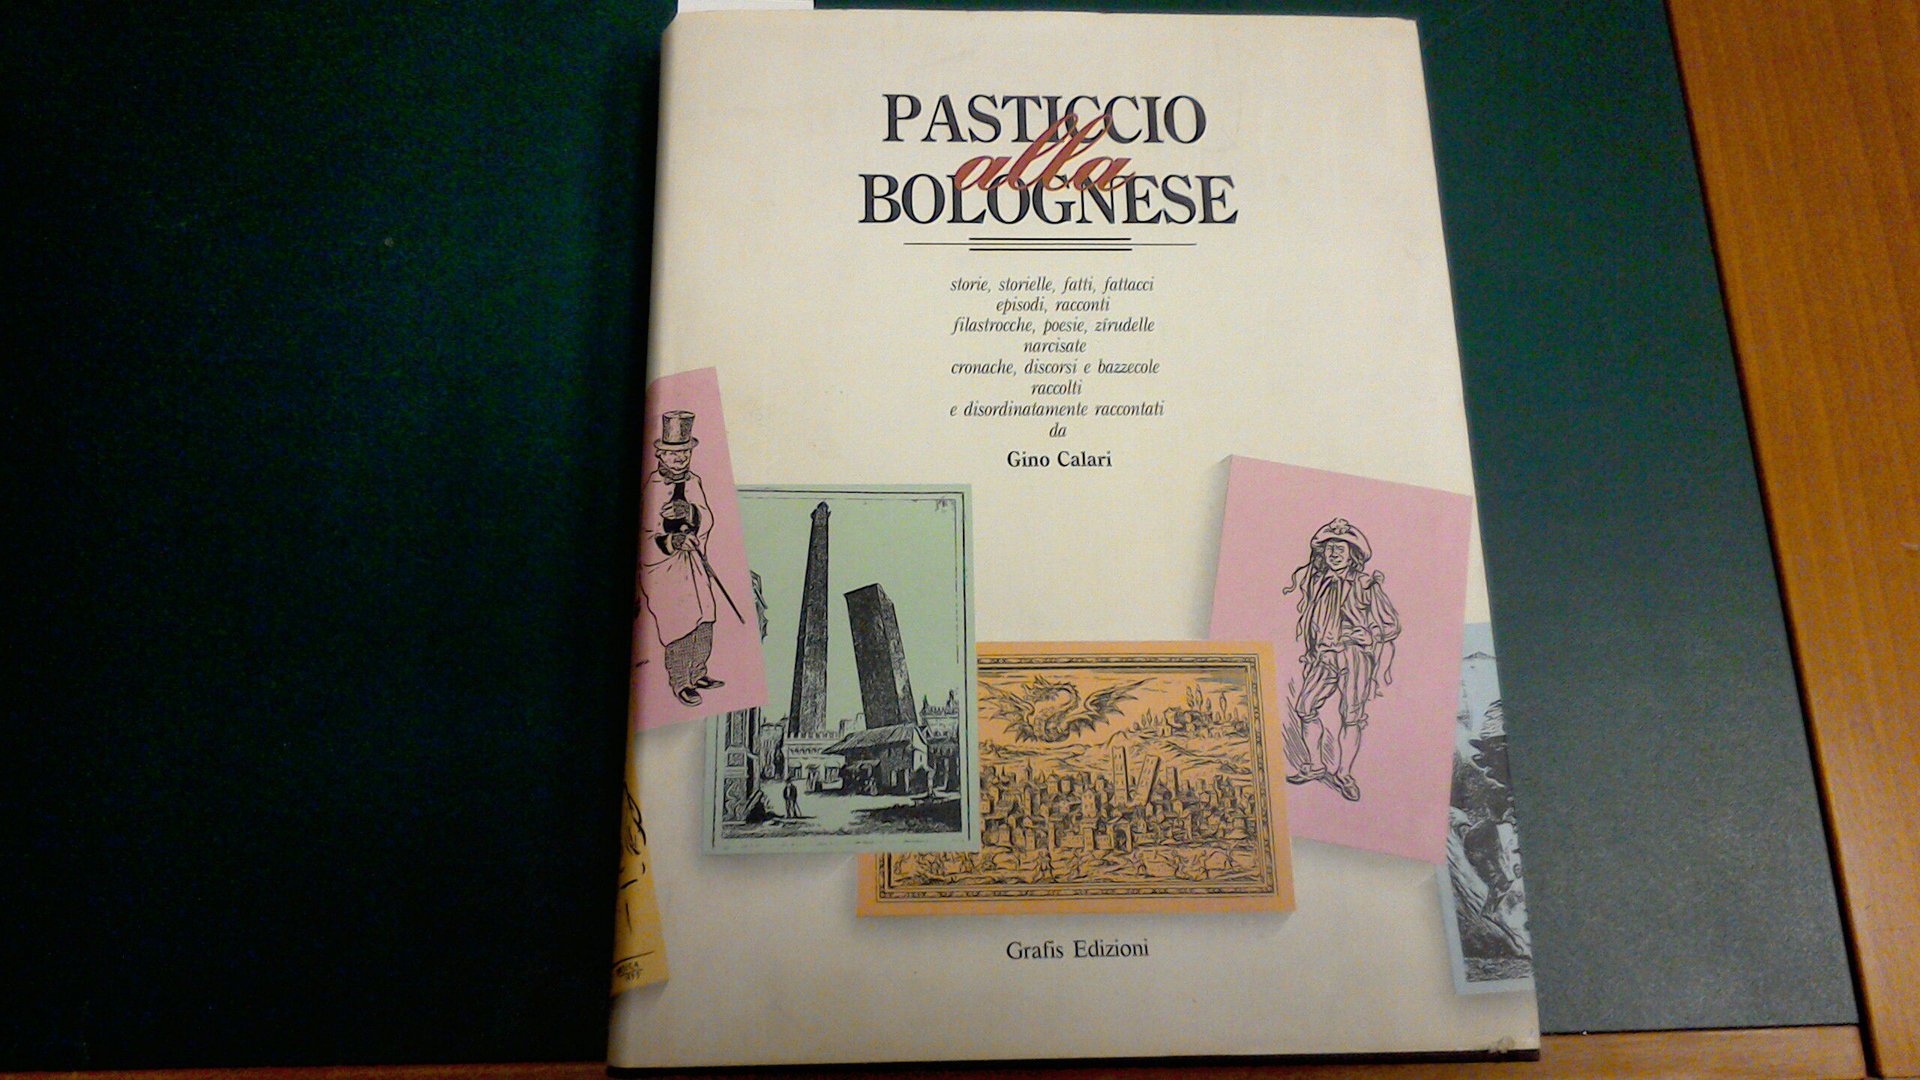 PASTICCIO
alla
BOLOGNESE
storie, storielle, fatti, fattacci
episodi, racconti
filastrocche, poesie, zirudelle
narcisate
cronache, discorsi e bazzecole
raccolti
e disordinatamente raccontati
da
Gino Calari
Grafis Edizioni